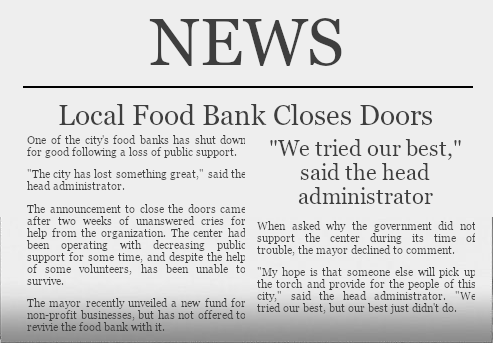 NEWS
Local Food Bank Closes Doors
One of the city's food banks has shut down
for good following a loss of public support.
"The city has lost something great," said the
head administrator.
The announcement to close the doors came
after two weeks of unanswered cries for
help from the organization. The center had
been operating with decreasing public
support for some time, and despite the help
of some volunteers, has been unable to
survive.
The mayor recently unveiled a new fund for
non-profit businesses, but has not offered to
revivie the food bank with it.
"We tried our best,"
said the head
administrator
When asked why the government did not
support the center during its time of
trouble, the mayor declined to comment.
"My hope is that someone else will pick up
the torch and provide for the people of this
city," said the head administrator. "We
tried our best, but our best just didn't do.